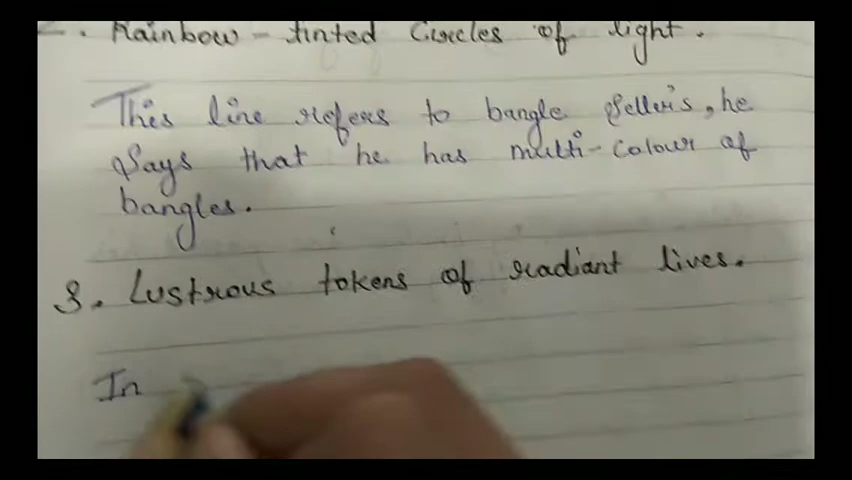 2. Rainbow - tinted Circles of light.
This line refers to bangle Seller's, he
Says that he has multi-colour of
bangles.
3. Lustrous tokens of radiant lives.
In